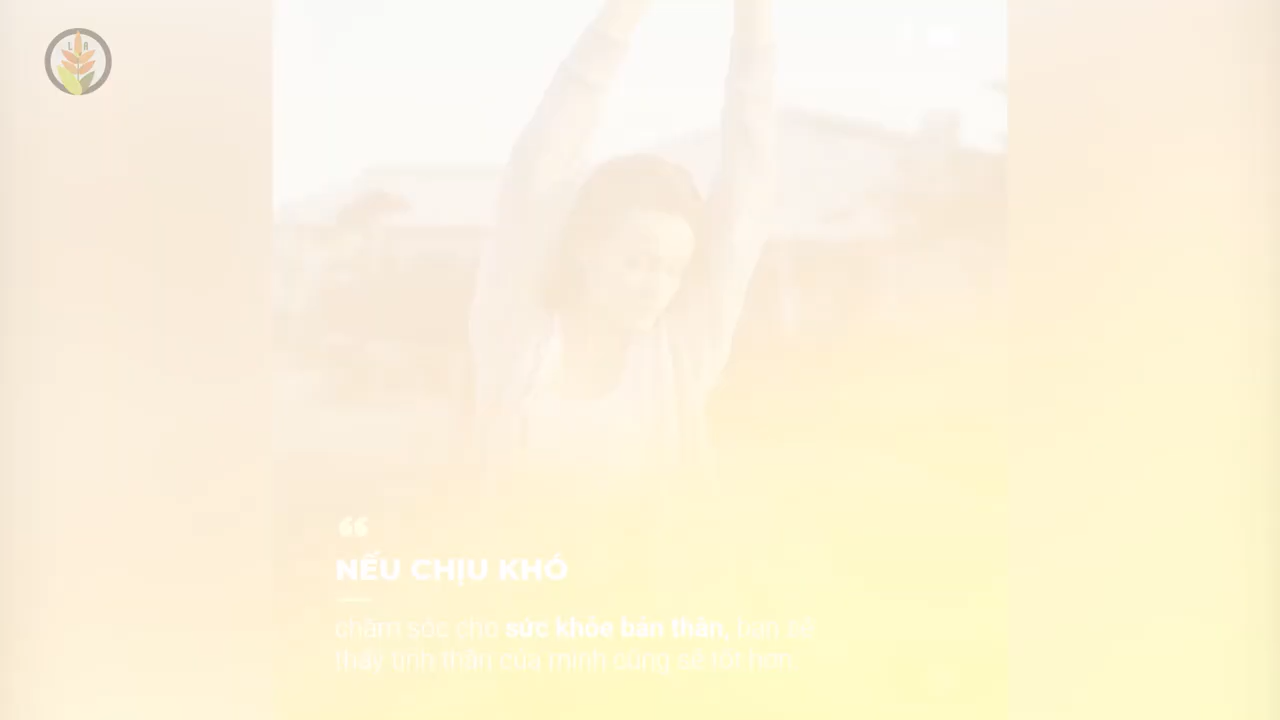 L A
“
NẾU CHỊU KHÓ
chăm sóc cho sức khỏe bản thân, bạn sẽ
thấy tinh thần của mình cũng sẽ tốt hơn.